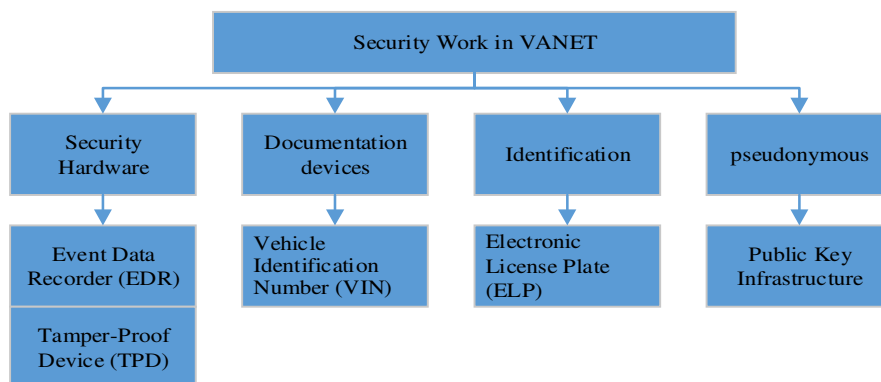 Security Work in VANET
Security
Hardware
Documentation
devices
Identification
pseudonymous
Event Data
Recorder (EDR)
Vehicle
Identification
Number (VIN)
Electronic
License Plate
(ELP)
Public Key
Infrastructure
Tamper-Proof
Device (TPD)